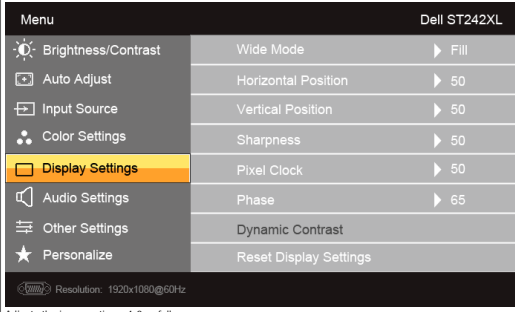 Menu Dell ST242XL
Brightness/Contrast Wide Mode Fill
Auto Adjust Horizontal Position 50
Input Source Vertical Position 50
Color Settings Sharpness 50
Display Settings Pixel Clock 50
Audio Settings Phase 65
Other Settings Dynamic Contrast
Personalize Reset Display Settings
Resolution: 1920x1080@60Hz